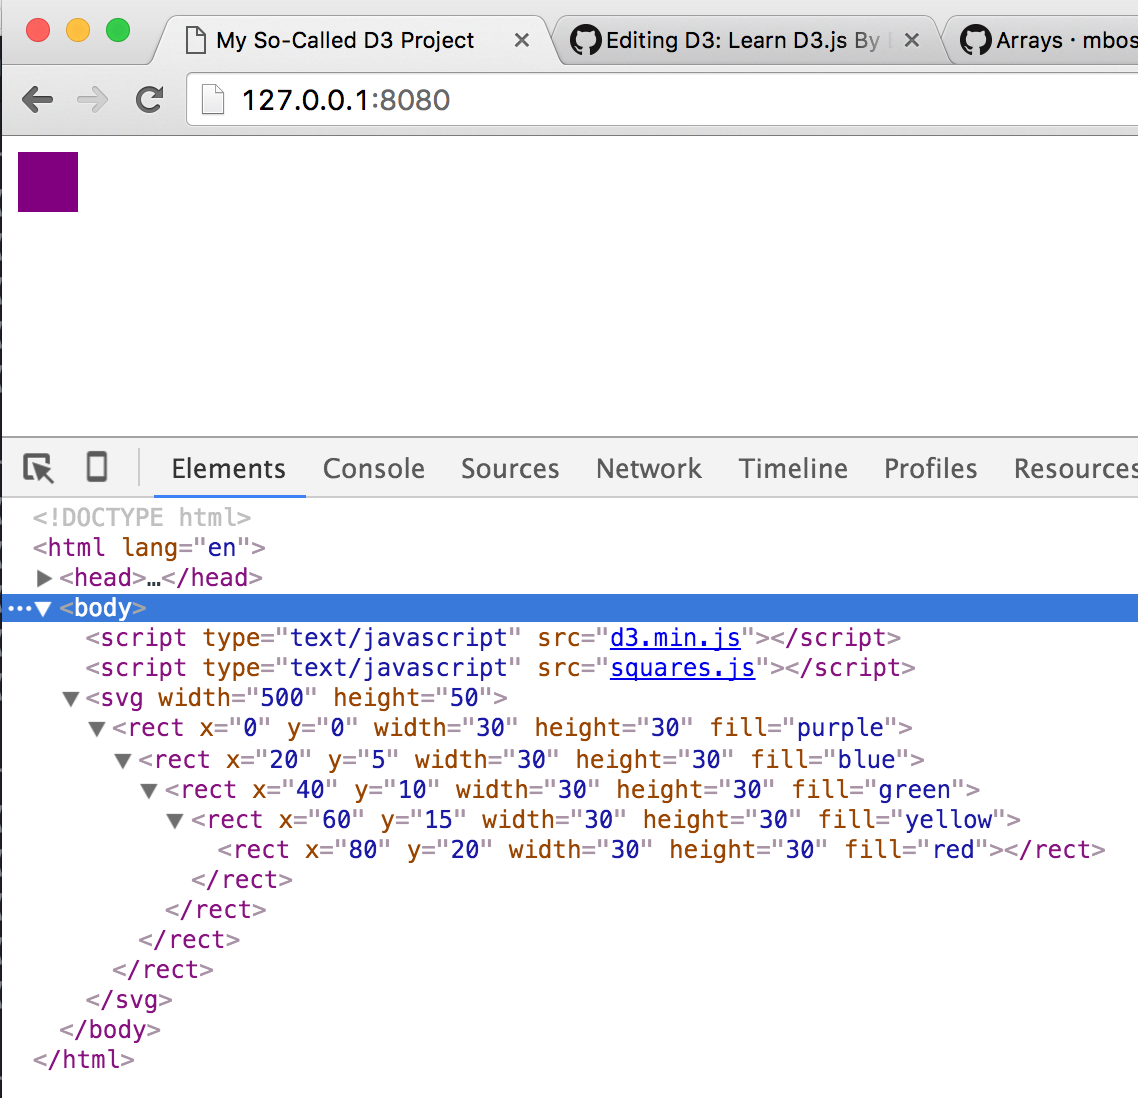 My So-Called D3 Project
Editing D3: Learn D3.js By
Arrays · mbos
127.0.0.1:8080
Elements Console Sources Network Timeline Profiles Resources
<!DOCTYPE html>
<html lang="en">
<head>…</head>
<body>
<script type="text/javascript" src="d3.min.js"></script>
<script type="text/javascript" src="squares.js"></script>
<svg width="500" height="50">
<rect x="0" y="0" width="30" height="30" fill="purple">
<rect x="20" y="5" width="30" height="30" fill="blue">
<rect x="40" y="10" width="30" height="30" fill="green">
<rect x="60" y="15" width="30" height="30" fill="yellow">
<rect x="80" y="20" width="30" height="30" fill="red"></rect>
</rect>
</rect>
</rect>
</rect>
</svg>
</body>
</html>